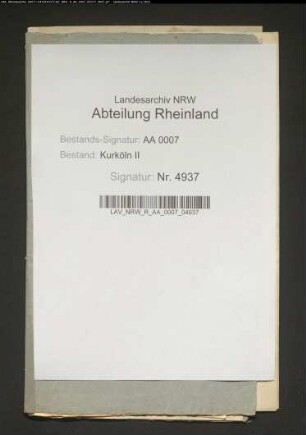 Landesarchiv NRW
Abteilung Rheinland
Bestands-Signatur: AA 0007
Bestand: Kurköln II
Signatur: Nr. 4937
LAV_NRW_R_AA_0007_04937